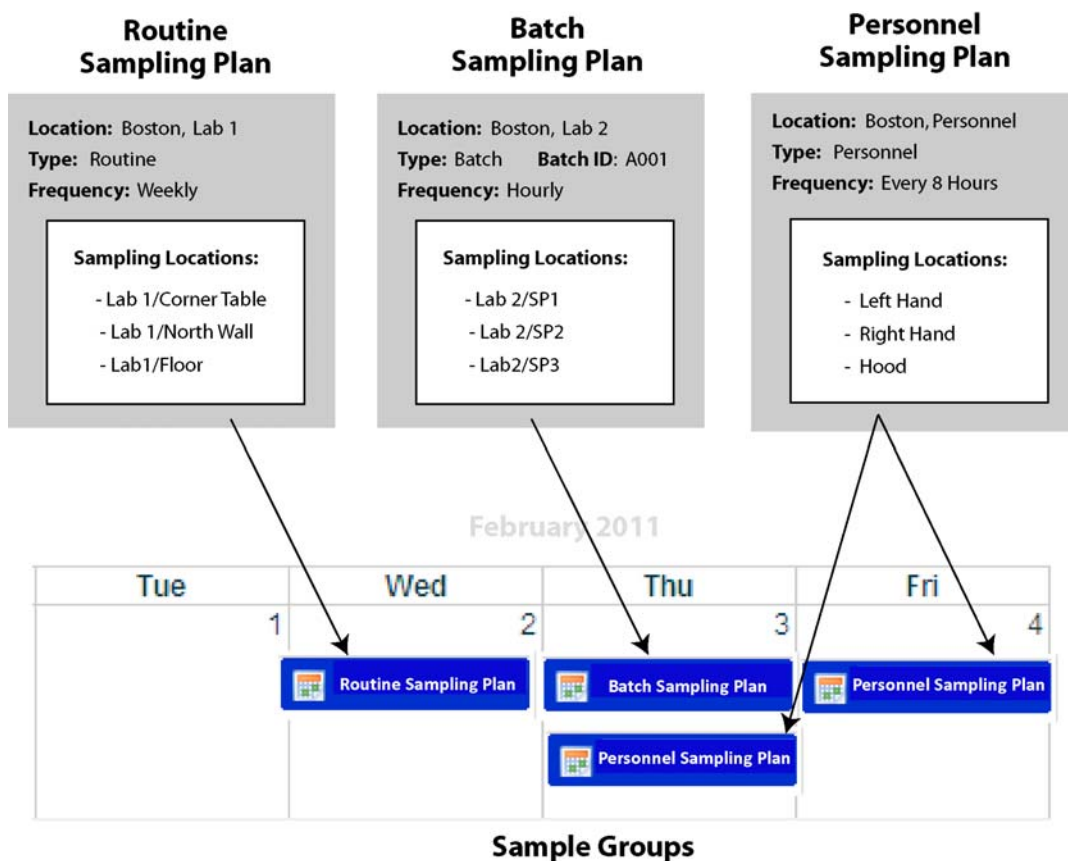 Routine
Sampling Plan
Location: Boston, Lab 1
Type: Routine
Frequency: Weekly
Sampling Locations:
- Lab 1/Corner Table
- Lab 1/North Wall
- Lab1/Floor
Batch
Sampling Plan
Location: Boston, Lab 2
Type: Batch Batch ID: A001
Frequency: Hourly
Sampling Locations:
- Lab 2/SP1
- Lab 2/SP2
- Lab2/SP3
Personnel
Sampling Plan
Location: Boston, Personnel
Type: Personnel
Frequency: Every 8 Hours
Sampling Locations:
- Left Hand
- Right Hand
- Hood
February 2011
Tue Wed Thu Fri
1 2 3 4
Routine Sampling Plan Batch Sampling Plan Personnel Sampling Plan
Personnel Sampling Plan
Sample Groups